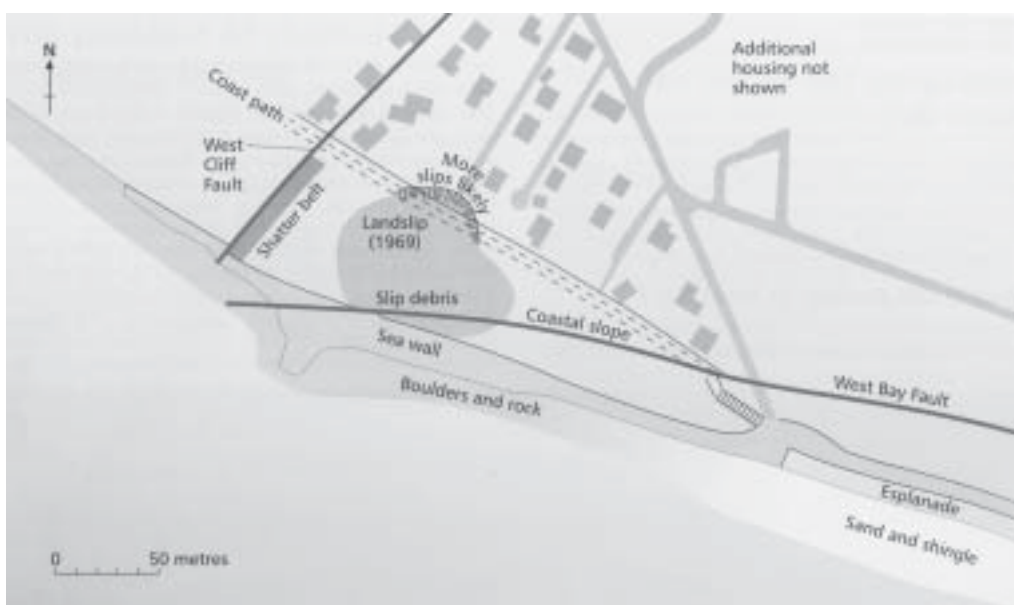 N
Additional
housing not
shown
Coast path
West
Cliff
Fault
More
slips likely
Shatter belt
Landslip
(1969)
Slip debris
Coastal slope
Sea wall
West Bay Fault
Boulders and rock
Esplanade
Sand and shingle
0 50 metres